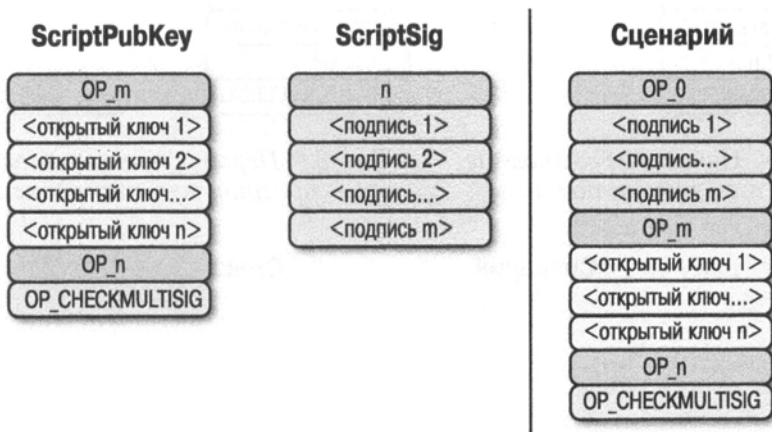 ScriptPubKey
OP_m
<открытый ключ 1>
<открытый ключ 2>
<открытый ключ...>
<открытый ключ n>
OP_n
OP_CHECKMULTISIG
ScriptSig
n
<подпись 1>
<подпись 2>
<подпись...>
<подпись m>
Сценарий
OP_0
<подпись 1>
<подпись...>
<подпись m>
OP_m
<открытый ключ 1>
<открытый ключ...>
<открытый ключ n>
OP_n
OP_CHECKMULTISIG